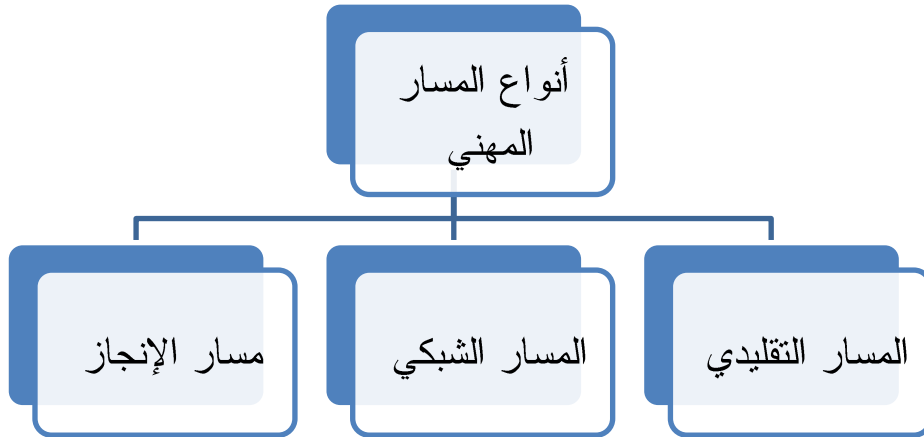 أنواع المسار
المهني
المسار التقليدي
المسار الشبكي
مسار الإنجاز